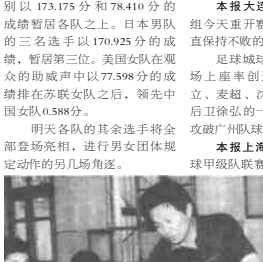 别以 173.175 分和 78.410 分的
成绩暂居各队之上。日本男队
的三名选手以 170.925 分的成
绩，暂居第三位。美国女队在观
众的助威声中以77.598分的成
绩排在苏联女队之后，领先中
国女队0.588分。
明天各队的其余选手将全
部登场亮相，进行男女团体规
定动作的另几场角逐。
本报大连
组今天重开
直保持不败的
足球城球
场上座率创
立、麦超、沈
后卫徐弘的一
攻破广州队球
本报上海
球甲级队联赛